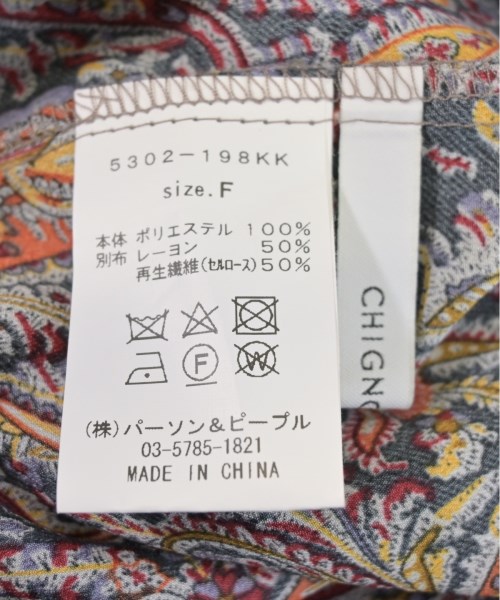 5302-198KK
size.F
本体 ポリエステル 100%
別布 レーヨン 50%
再生繊維(セルロース) 50%
F W
(株)パーソン&ピープル
03-5785-1821
MADE IN CHINA
CHIGN